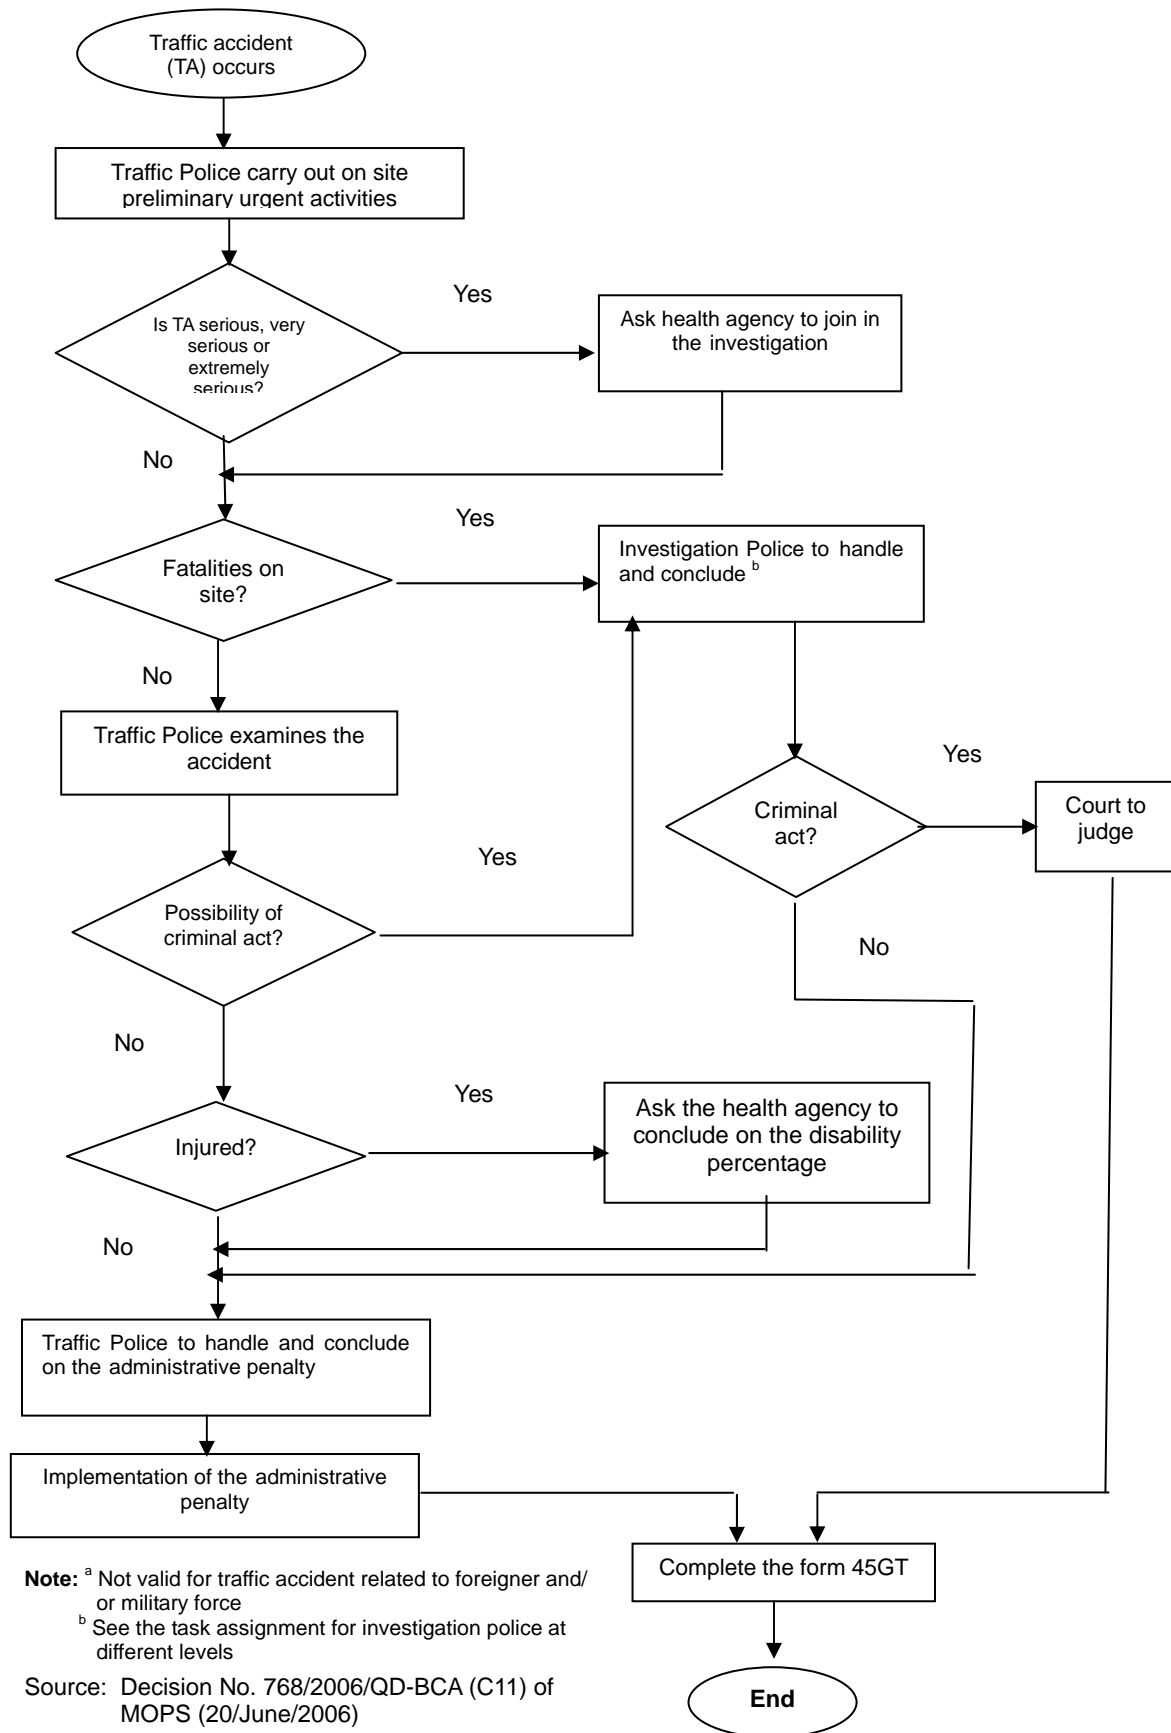 Traffic accident
(TA) occurs
Traffic Police carry out on site
preliminary urgent activities
Is TA serious, very
serious or
extremely
serious?
Yes
Ask health agency to join in
the investigation
No
Fatalities on
site?
Yes
Investigation Police to handle
and conclude b
No
Traffic Police examines the
accident
Criminal
act?
Yes
Court to
judge
Possibility of
criminal act?
Yes
No
No
Injured?
Yes
Ask the health agency to
conclude on the disability
percentage
No
Traffic Police to handle and conclude
on the administrative penalty
Implementation of the administrative
penalty
Complete the form 45GT
End
Note: a Not valid for traffic accident related to foreigner and/
or military force
b See the task assignment for investigation police at
different levels
Source: Decision No. 768/2006/QD-BCA (C11) of
MOPS (20/June/2006)